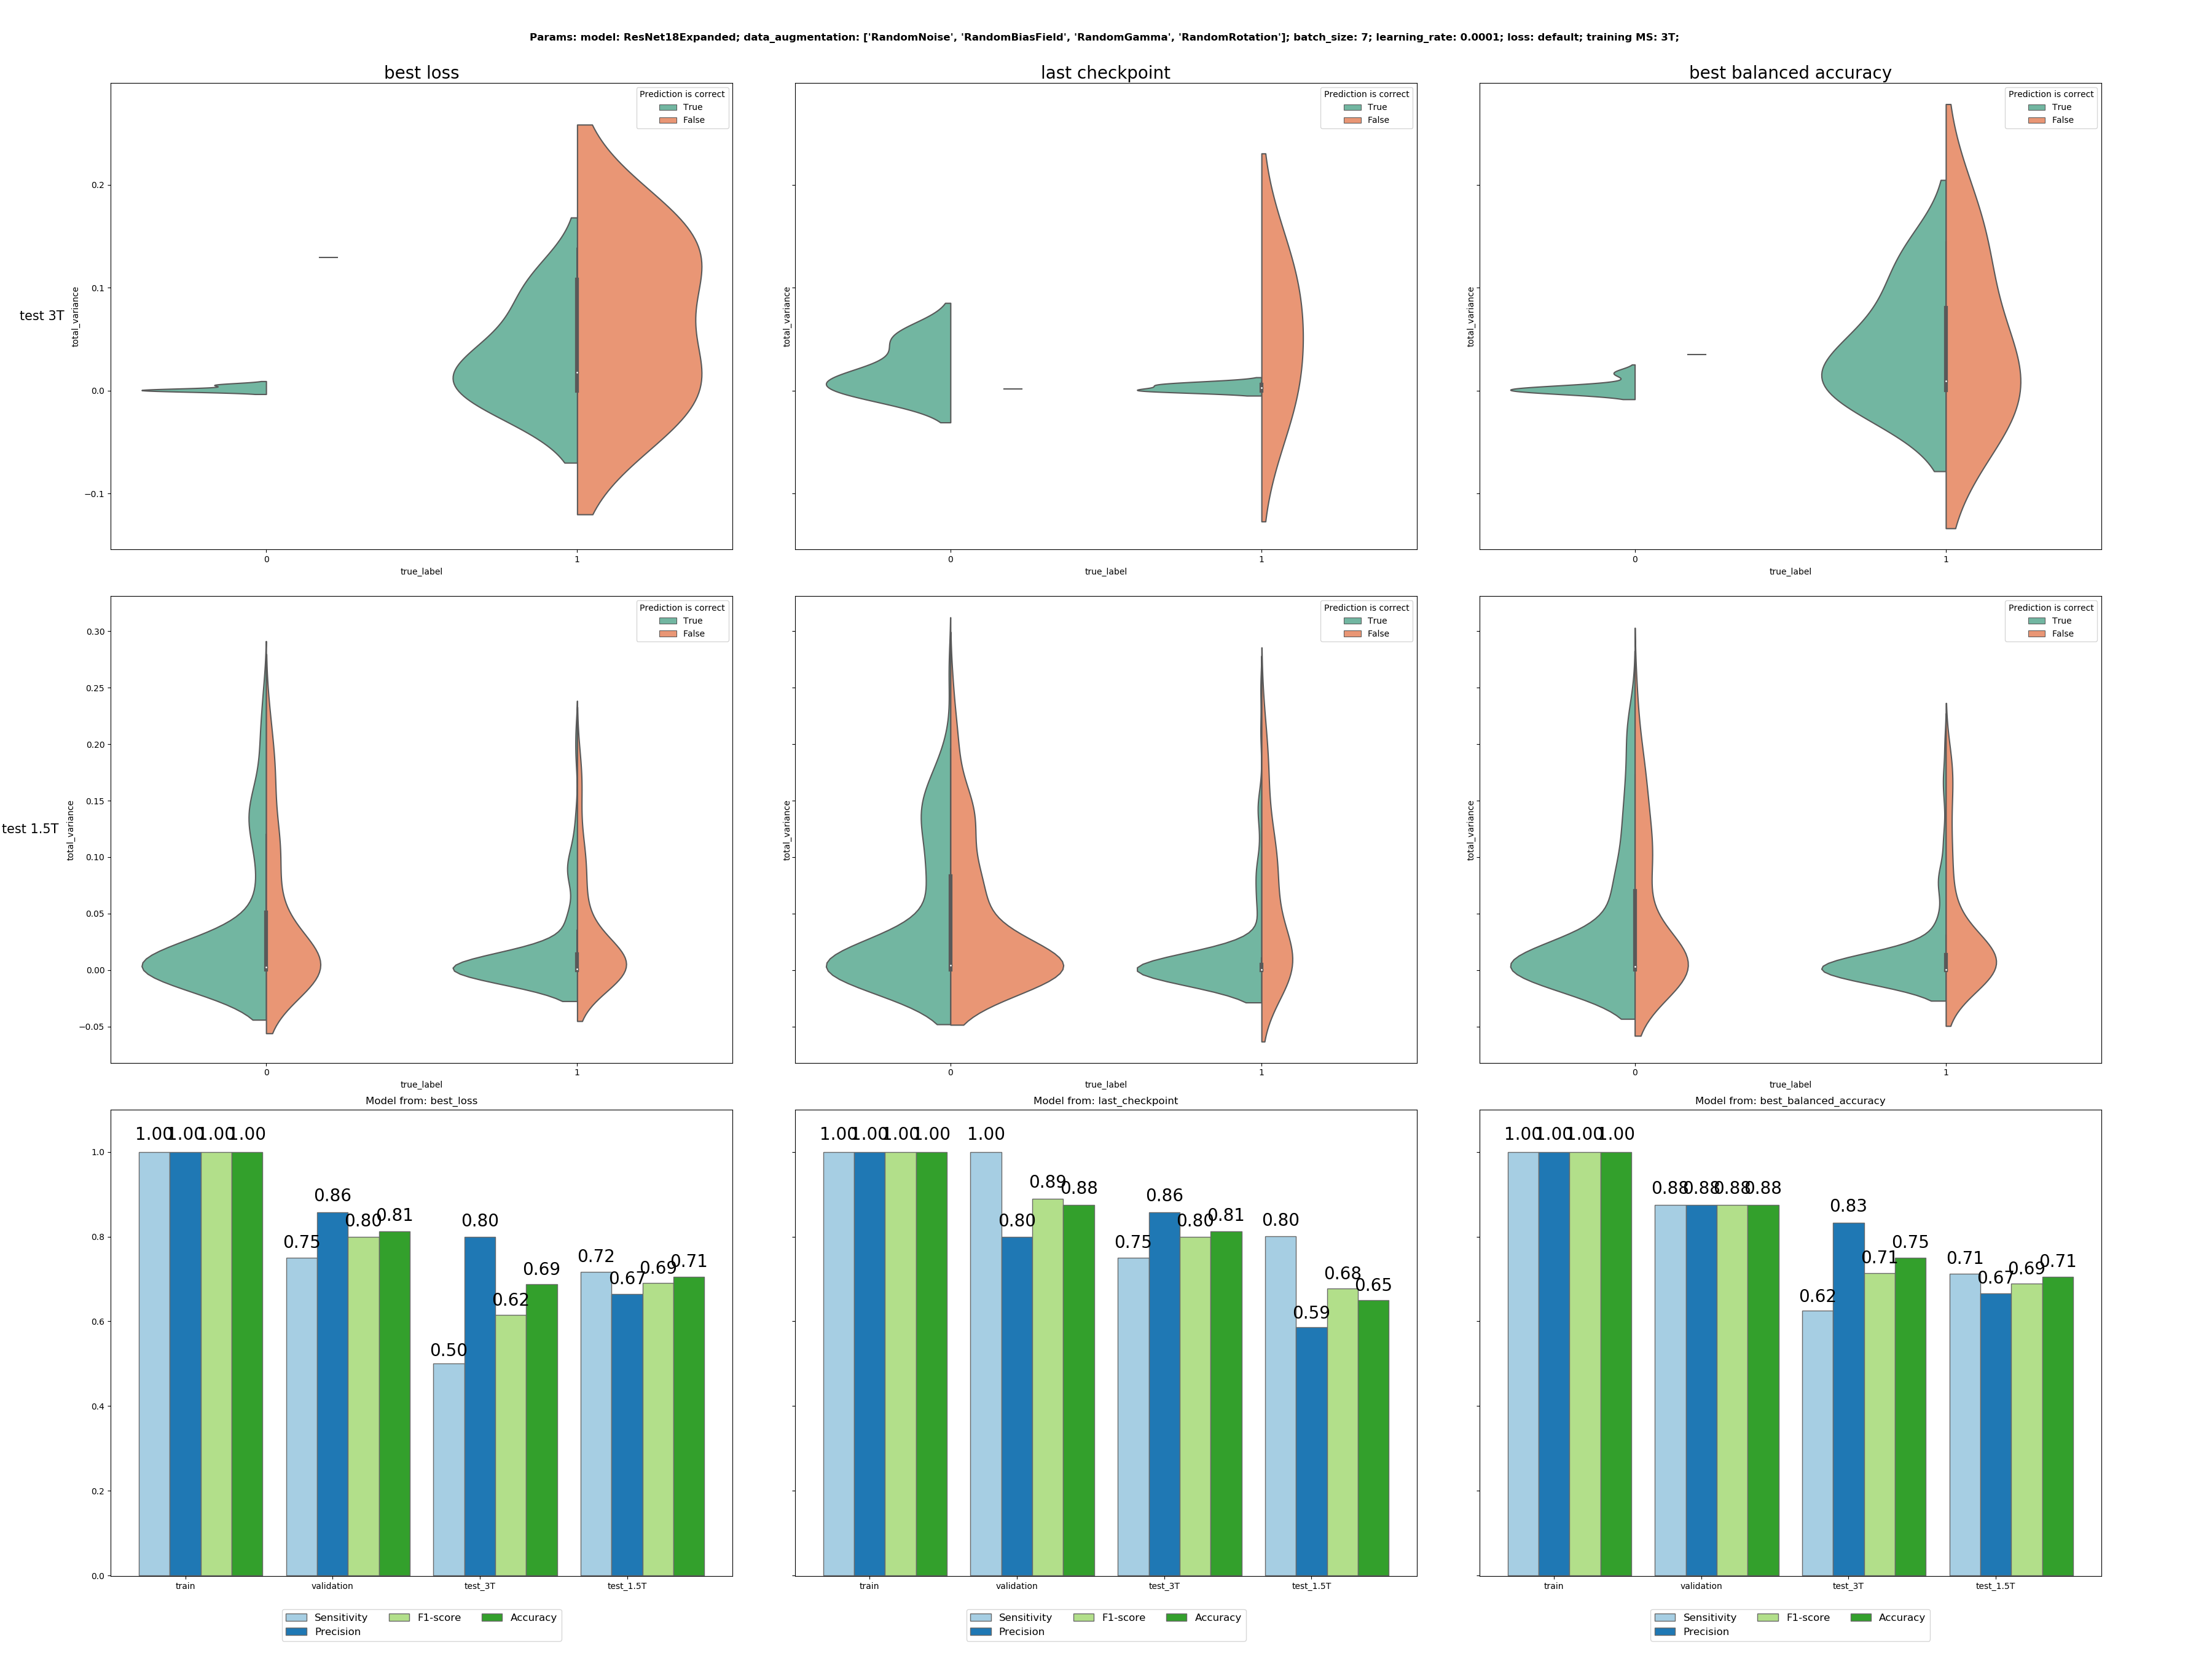 Params: model: ResNet18Expanded; data_augmentation: ['RandomNoise', 'RandomBiasField', 'RandomGamma', 'RandomRotation']; batch_size: 7; learning_rate: 0.0001; loss: default; training MS: 3T;
best loss
last checkpoint
best balanced accuracy
test 3T
total_variance
0.2
0.1
0.0
−0.1
Prediction is correct
True
False
0
1
true_label
total_variance
Prediction is correct
True
False
0
1
true_label
total_variance
Prediction is correct
True
False
0
1
true_label
test 1.5T
total_variance
0.30
0.25
0.20
0.15
0.10
0.05
0.00
−0.05
Prediction is correct
True
False
0
1
true_label
total_variance
Prediction is correct
True
False
0
1
true_label
total_variance
Prediction is correct
True
False
0
1
true_label
Model from: best_loss
1.0
0.8
0.6
0.4
0.2
0.0
1.00 1.00 1.00 1.00
0.75 0.86 0.80 0.81
0.50 0.80 0.62 0.69
0.72 0.67 0.69 0.71
train validation test_3T test_1.5T
Sensitivity F1-score Accuracy
Precision
Model from: last_checkpoint
1.00 1.00 1.00 1.00
1.00 0.80 0.89 0.88
0.75 0.86 0.80 0.81
0.80 0.59 0.68 0.65
train validation test_3T test_1.5T
Sensitivity F1-score Accuracy
Precision
Model from: best_balanced_accuracy
1.00 1.00 1.00 1.00
0.88 0.88 0.88 0.88
0.62 0.83 0.71 0.75
0.71 0.67 0.69 0.71
train validation test_3T test_1.5T
Sensitivity F1-score Accuracy
Precision